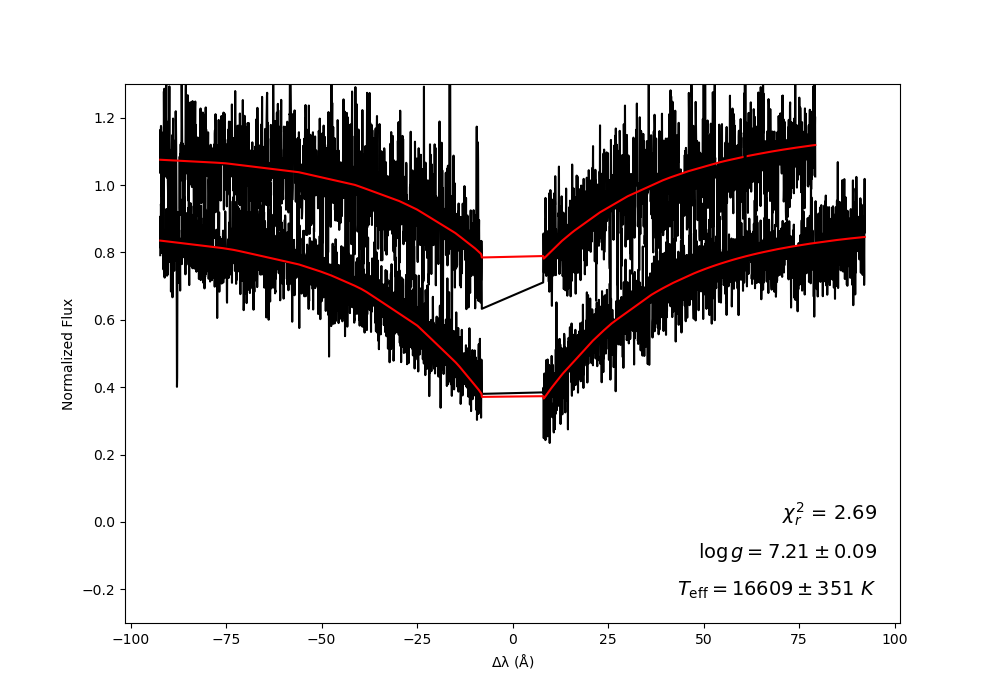 1.2
1.0
0.8
0.6
0.4
0.2
0.0
−0.2
Normalized Flux
χ²ᵣ = 2.69
log g = 7.21 ± 0.09
T_eff = 16609 ± 351 K
−100 −75 −50 −25 0 25 50 75 100
Δλ (Å)